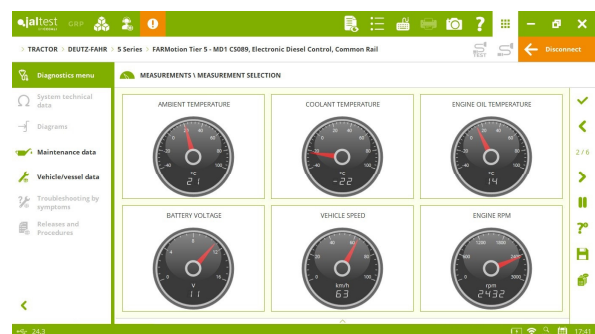 jaltest GRP
> TRACTOR > DEUTZ-FAHR > 5 Series > FARMotion Tier 5 - MD1 CS089, Electronic Diesel Control, Common Rail
TEST
Disconnect
Diagnostics menu
MEASUREMENTS \ MEASUREMENT SELECTION
System technical
data
Diagrams
Maintenance data
Vehicle/vessel data
Troubleshooting by
symptoms
Releases and
Procedures
AMBIENT TEMPERATURE
°C
21
COOLANT TEMPERATURE
°C
-22
ENGINE OIL TEMPERATURE
°C
14
BATTERY VOLTAGE
V
11
VEHICLE SPEED
km/h
63
ENGINE RPM
rpm
2432
2 / 6
24.3
17:41